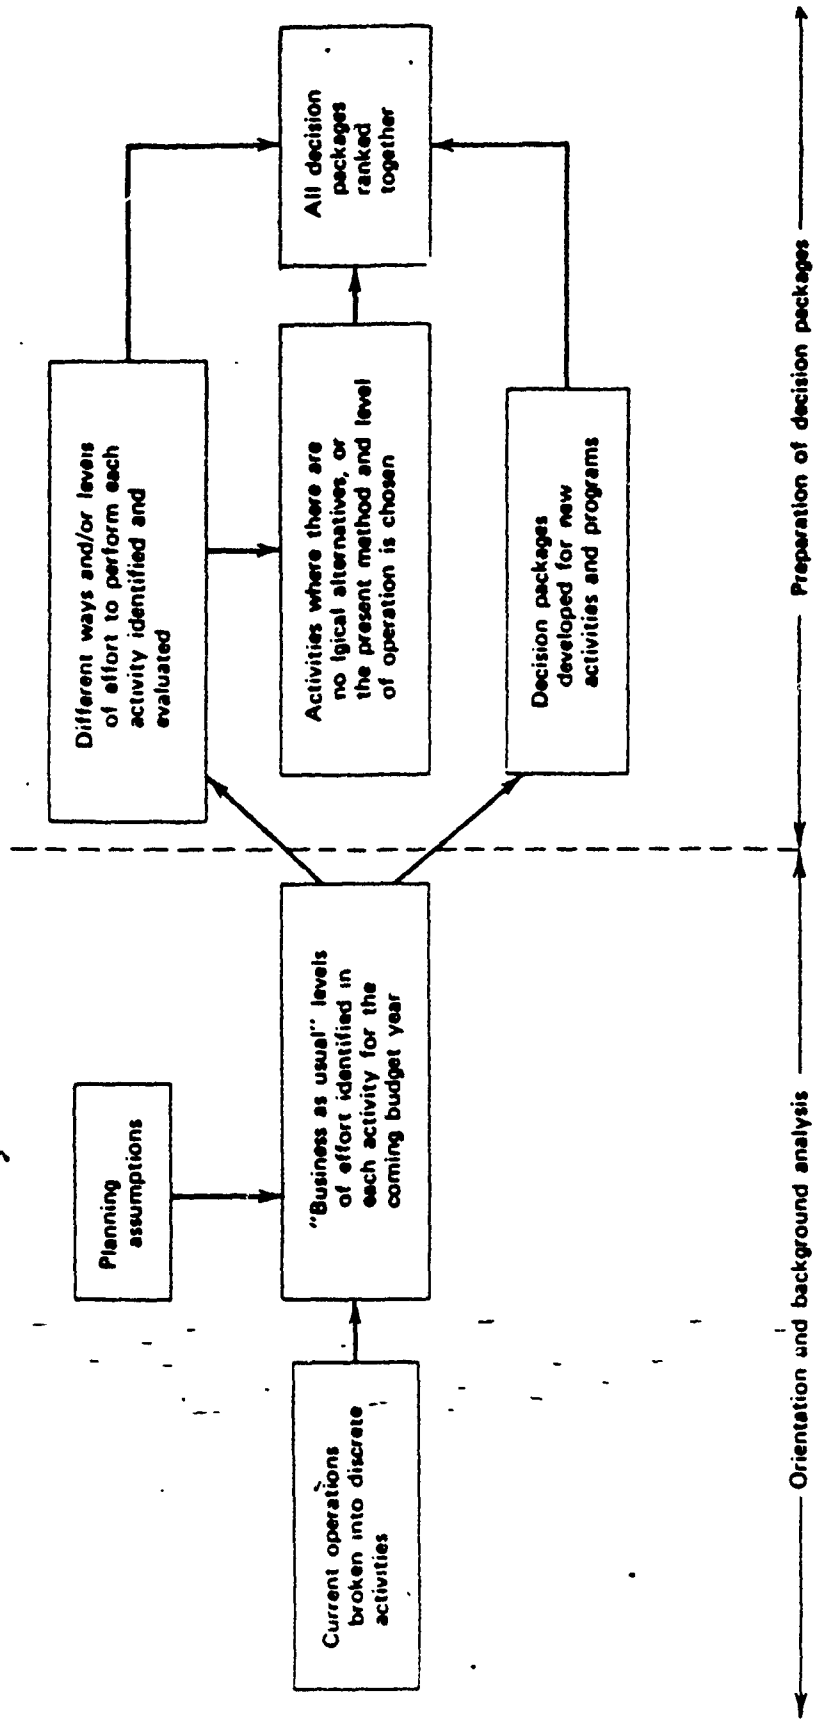 Planning
assumptions
Current operations
broken into discrete
activities
"Business as usual" levels
of effort identified in
each activity for the
coming budget year
Different ways and/or levels
of effort to perform each
activity identified and
evaluated
Activities where there are
no lgical alternatives, or
the present method and level
of operation is chosen
Decision packages
developed for new
activities and programs
All decision
packages
ranked
together
Orientation and background analysis
Preparation of decision packages